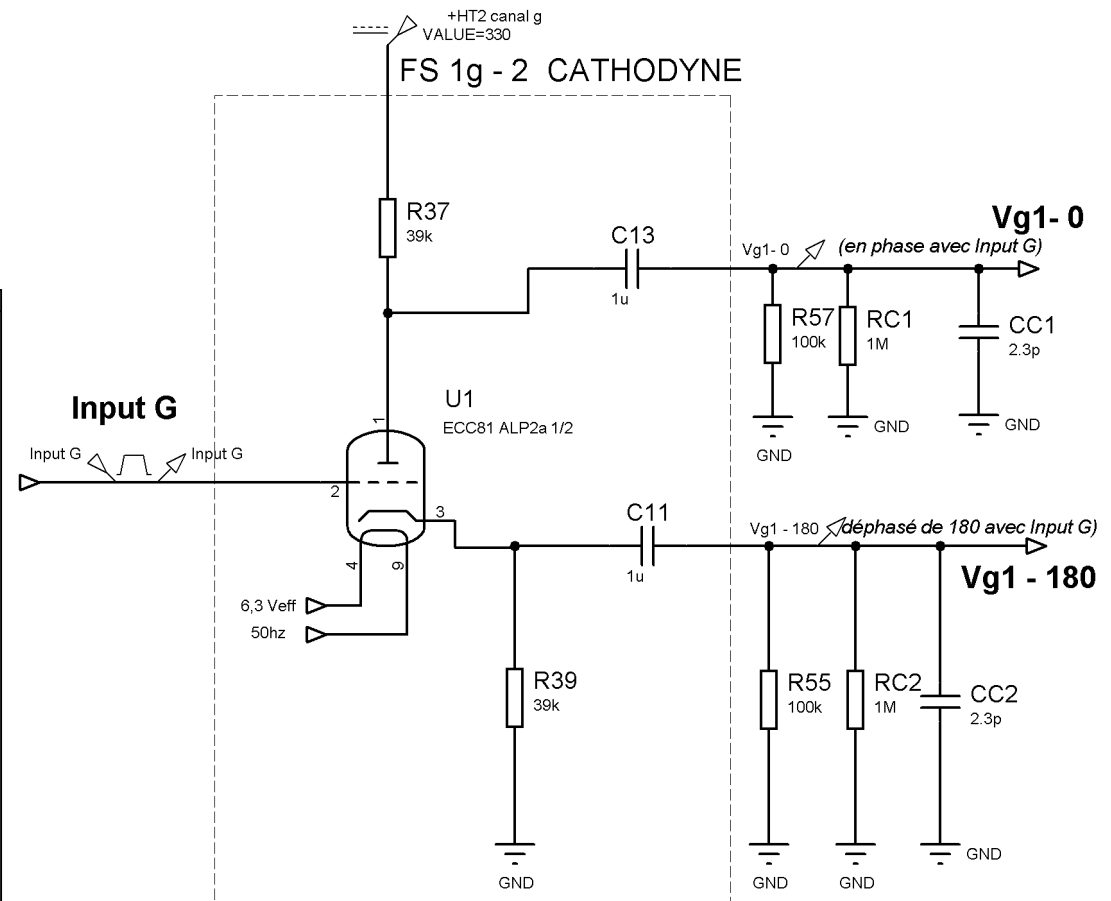 +HT2 canal g
VALUE=330
FS 1g - 2 CATHODYNE
R37
39k
C13
1u
Vg1- 0
Vg1- 0
(en phase avec Input G)
R57
100k
RC1
1M
CC1
2.3p
GND
GND
GND
Input G
Input G
Input G
U1
ECC81 ALP2a 1/2
1
2
3
4
9
6,3 Veff
50hz
C11
1u
Vg1 - 180
déphasé de 180 avec Input G)
Vg1 - 180
R39
39k
R55
100k
RC2
1M
CC2
2.3p
GND
GND
GND
GND